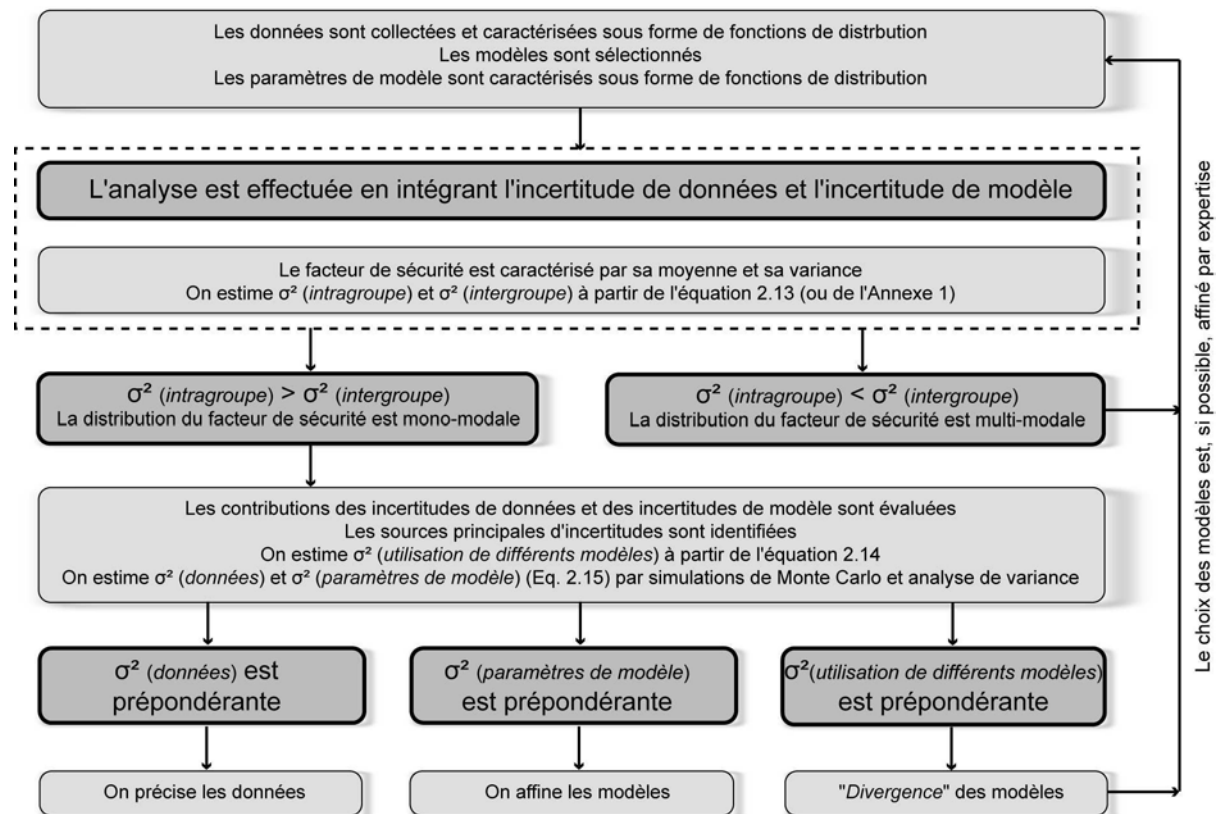 Les données sont collectées et caractérisées sous forme de fonctions de distrbution
Les modèles sont sélectionnés
Les paramètres de modèle sont caractérisés sous forme de fonctions de distribution
L'analyse est effectuée en intégrant l'incertitude de données et l'incertitude de modèle
Le facteur de sécurité est caractérisé par sa moyenne et sa variance
On estime σ² (intragroupe) et σ² (intergroupe) à partir de l'équation 2.13 (ou de l'Annexe 1)
σ² (intragroupe) > σ² (intergroupe)
La distribution du facteur de sécurité est mono-modale
σ² (intragroupe) < σ² (intergroupe)
La distribution du facteur de sécurité est multi-modale
Les contributions des incertitudes de données et des incertitudes de modèle sont évaluées
Les sources principales d'incertitudes sont identifiées
On estime σ² (utilisation de différents modèles) à partir de l'équation 2.14
On estime σ² (données) et σ² (paramètres de modèle) (Eq. 2.15) par simulations de Monte Carlo et analyse de variance
σ² (données) est
prépondérante
σ² (paramètres de modèle)
est prépondérante
σ²(utilisation de différents modèles)
est prépondérante
On précise les données
On affine les modèles
"Divergence" des modèles
Le choix des modèles est, si possible, affiné par expertise